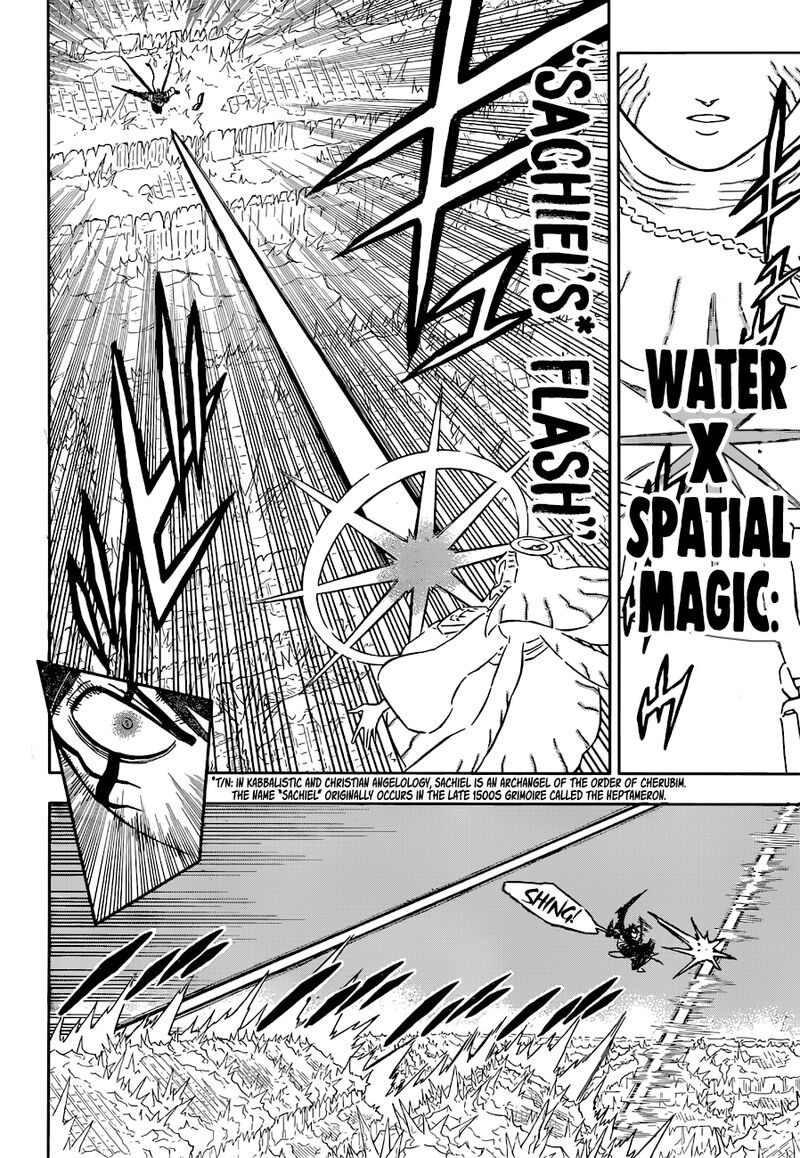 WATER
X
SPATIAL
MAGIC:
"SACHIEL'S* FLASH"
*T/N: IN KABBALISTIC AND CHRISTIAN ANGELOLOGY, SACHIEL IS AN ARCHANGEL OF THE ORDER OF CHERUBIM.
THE NAME "SACHIEL" ORIGINALLY OCCURS IN THE LATE 1500S GRIMOIRE CALLED THE HEPTAMERON.
SHING!